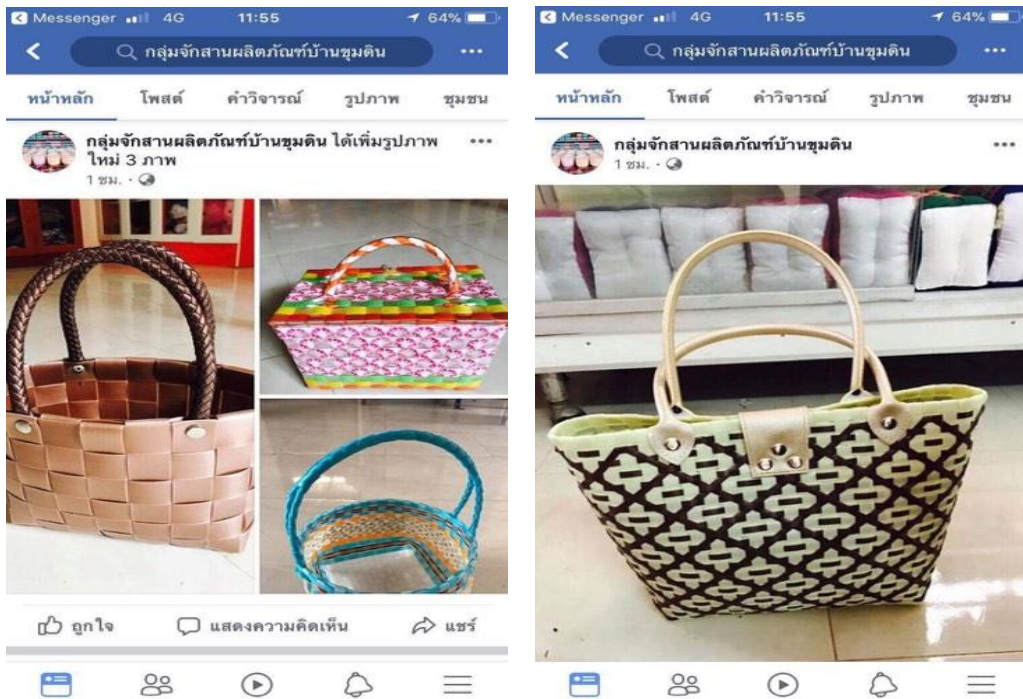 Messenger 4G 11:55 64%
กลุ่มจักสานผลิตภัณฑ์บ้านขุมดิน
หน้าหลัก โพสต์ คำวิจารณ์ รูปภาพ ชุมชน
กลุ่มจักสานผลิตภัณฑ์บ้านขุมดิน ได้เพิ่มรูปภาพ
ใหม่ 3 ภาพ
1 ชม. ·
ถูกใจ แสดงความคิดเห็น แชร์
Messenger 4G 11:55 64%
กลุ่มจักสานผลิตภัณฑ์บ้านขุมดิน
หน้าหลัก โพสต์ คำวิจารณ์ รูปภาพ ชุมชน
กลุ่มจักสานผลิตภัณฑ์บ้านขุมดิน
1 ชม. ·